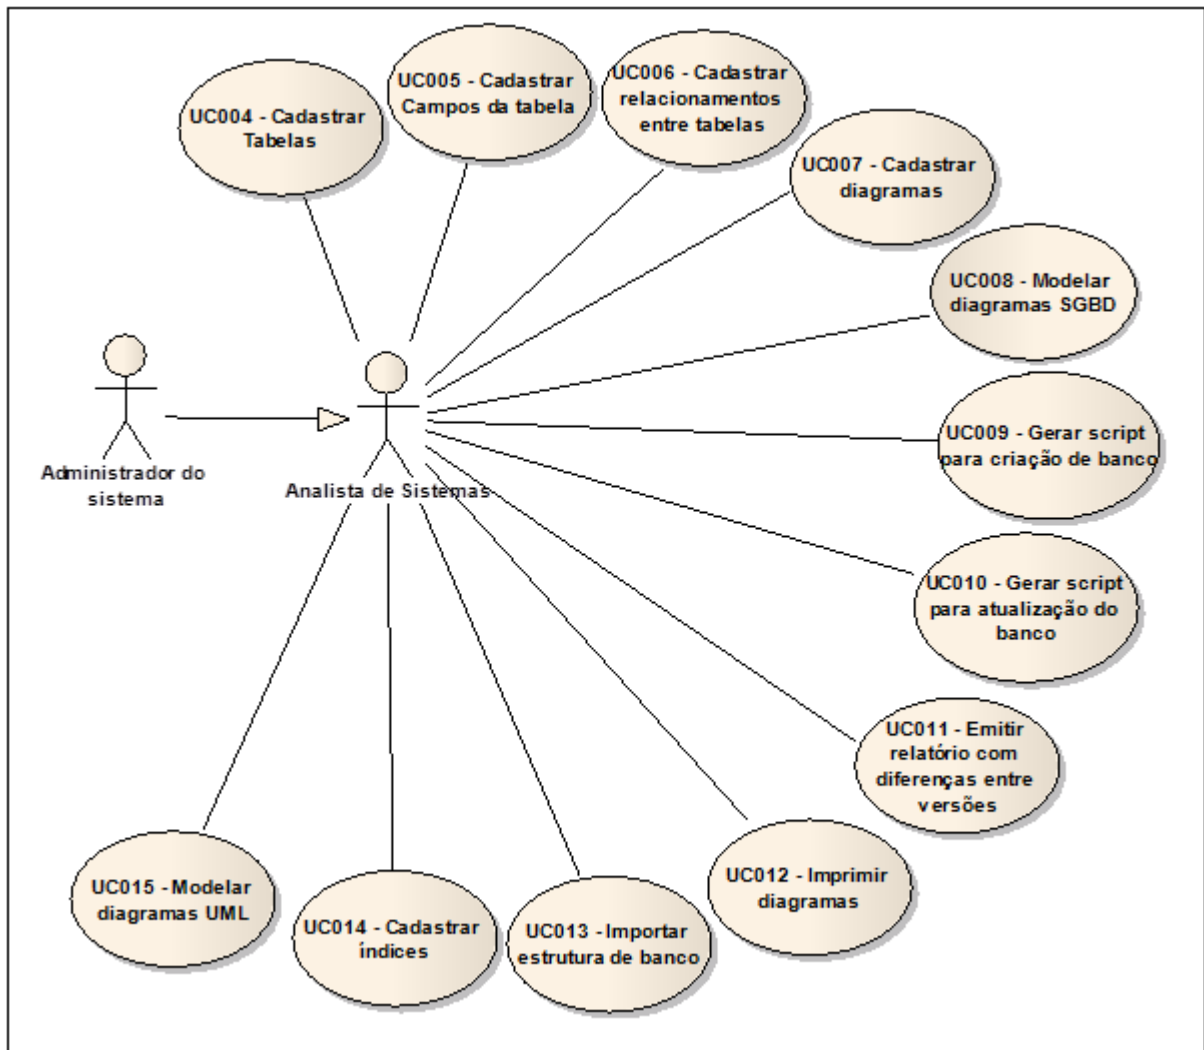 UC004 - Cadastrar
Tabelas
UC005 - Cadastrar
Campos da tabela
UC006 - Cadastrar
relacionamentos
entre tabelas
UC007 - Cadastrar
diagramas
UC008 - Modelar
diagramas SGBD
Administrador do
sistema
Analista de Sistemas
UC009 - Gerar script
para criação de banco
UC010 - Gerar script
para atualização do
banco
UC011 - Emitir
relatório com
diferenças entre
versões
UC012 - Imprimir
diagramas
UC013 - Importar
estrutura de banco
UC014 - Cadastrar
índices
UC015 - Modelar
diagramas UML